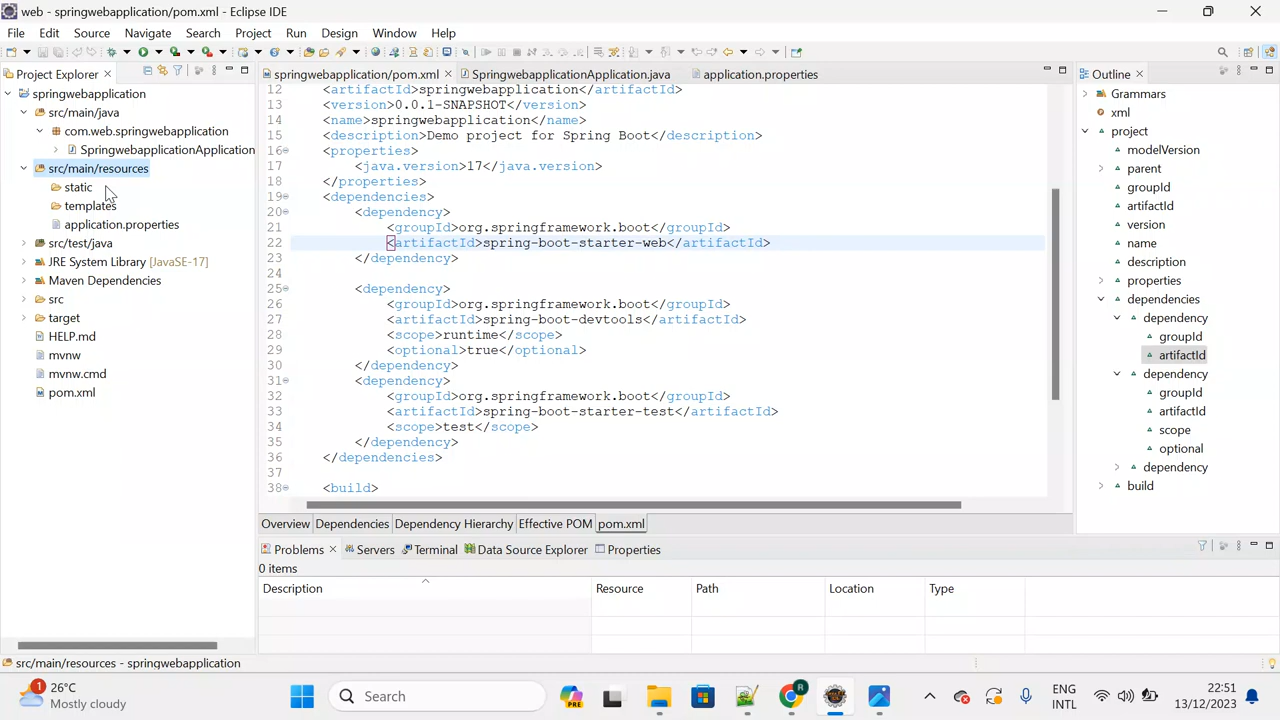 web - springwebapplication/pom.xml - Eclipse IDE
File Edit Source Navigate Search Project Run Design Window Help
Project Explorer
springwebapplication/pom.xml SpringwebapplicationApplication.java application.properties
Outline
springwebapplication
src/main/java
com.web.springwebapplication
SpringwebapplicationApplication
src/main/resources
static
templates
application.properties
src/test/java
JRE System Library [JavaSE-17]
Maven Dependencies
src
target
HELP.md
mvnw
mvnw.cmd
pom.xml
12 <artifactId>springwebapplication</artifactId>
13 <version>0.0.1-SNAPSHOT</version>
14 <name>springwebapplication</name>
15 <description>Demo project for Spring Boot</description>
16 <properties>
17 <java.version>17</java.version>
18 </properties>
19 <dependencies>
20 <dependency>
21 <groupId>org.springframework.boot</groupId>
22 <artifactId>spring-boot-starter-web</artifactId>
23 </dependency>
24
25 <dependency>
26 <groupId>org.springframework.boot</groupId>
27 <artifactId>spring-boot-devtools</artifactId>
28 <scope>runtime</scope>
29 <optional>true</optional>
30 </dependency>
31 <dependency>
32 <groupId>org.springframework.boot</groupId>
33 <artifactId>spring-boot-starter-test</artifactId>
34 <scope>test</scope>
35 </dependency>
36 </dependencies>
37
38 <build>
Overview Dependencies Dependency Hierarchy Effective POM pom.xml
Grammars
xml
project
modelVersion
parent
groupId
artifactId
version
name
description
properties
dependencies
dependency
groupId
artifactId
dependency
groupId
artifactId
scope
optional
dependency
build
Problems Servers Terminal Data Source Explorer Properties
0 items
Description Resource Path Location Type
src/main/resources - springwebapplication
1
26°C
Mostly cloudy
Search
PRE
R
ENG
INTL
22:51
13/12/2023